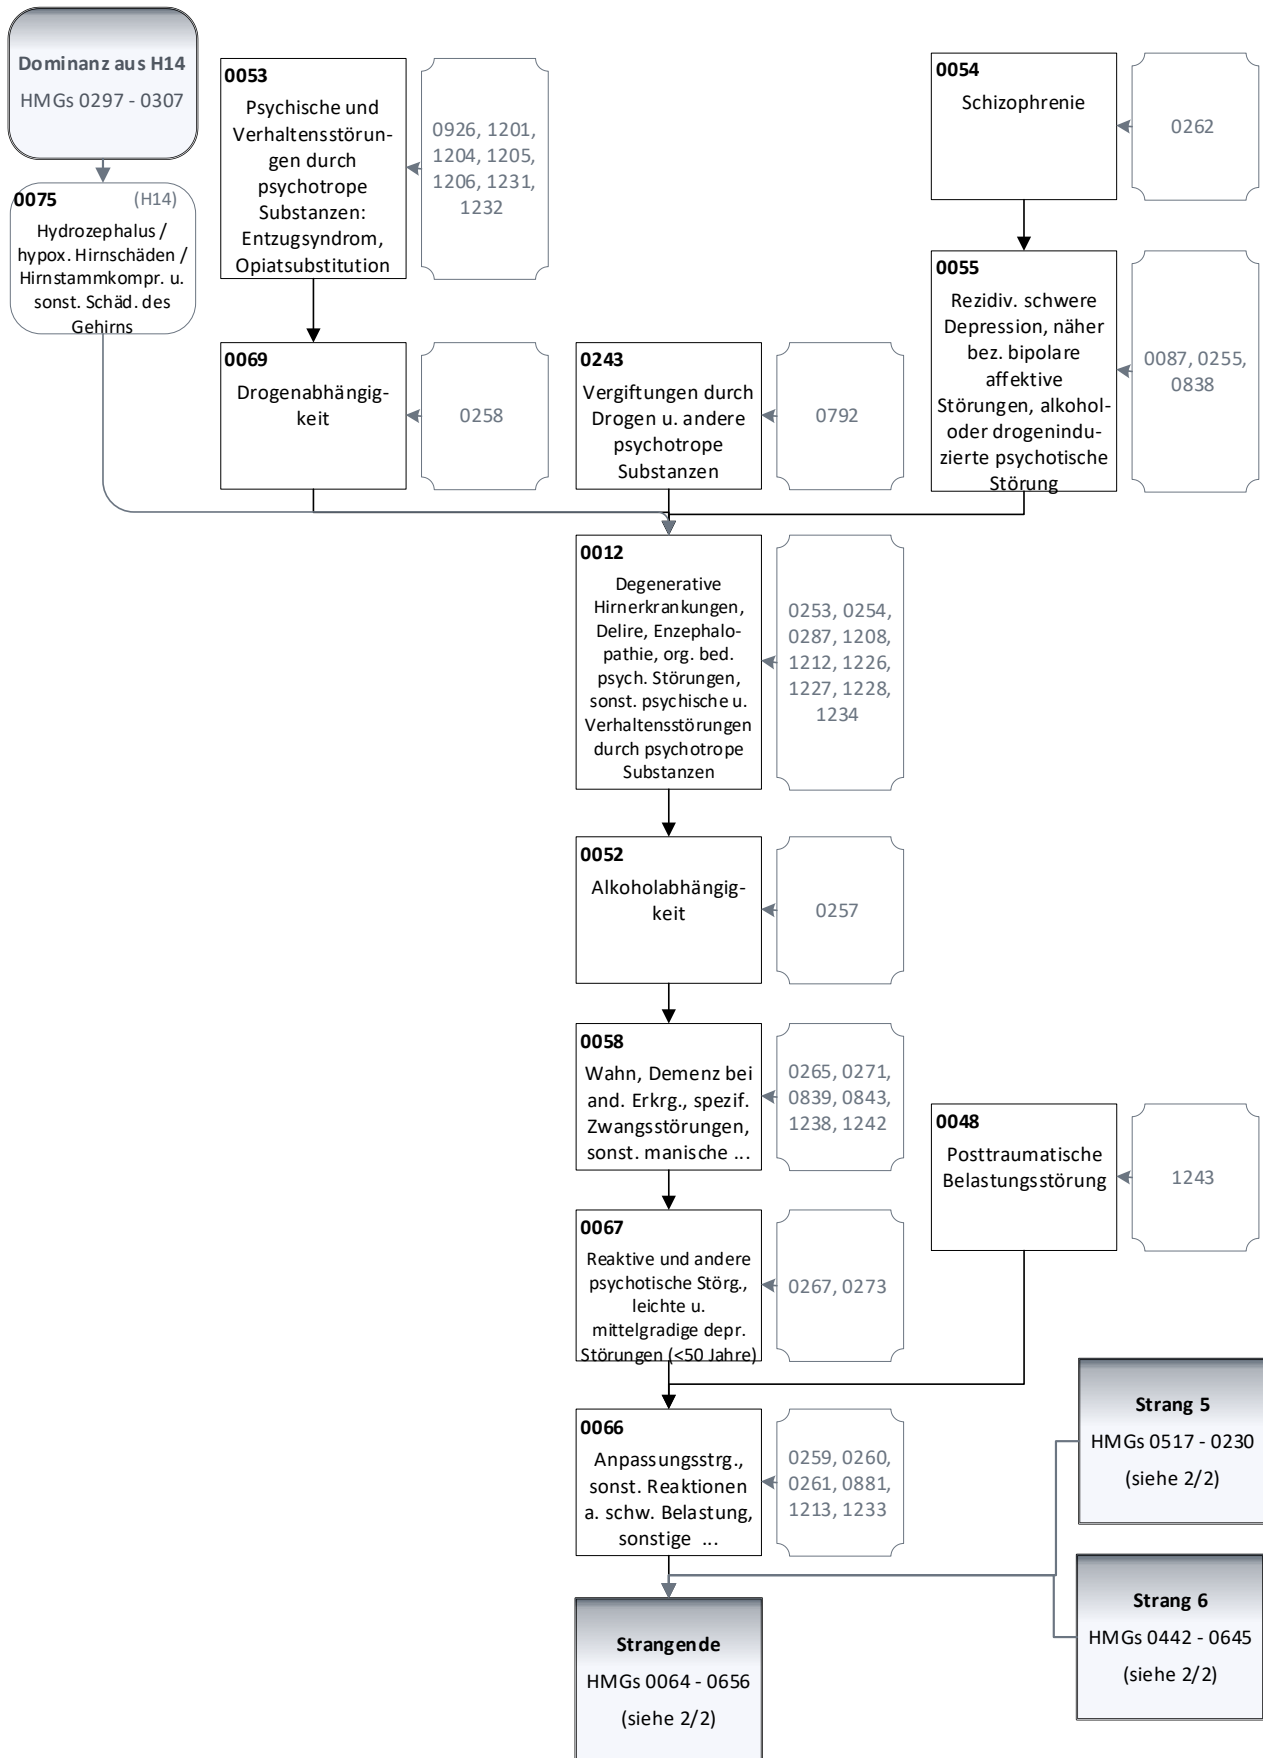 Dominanz aus H14
HMGs 0297 - 0307
0075 (H14)
Hydrozephalus /
hypox. Hirnschäden /
Hirnstammkompr. u.
sonst. Schäd. des
Gehirns
0053
Psychische und
Verhaltensstörun-
gen durch
psychotrope
Substanzen:
Entzugsyndrom,
Opiatsubstitution
0926, 1201,
1204, 1205,
1206, 1231,
1232
0054
Schizophrenie
0262
0069
Drogenabhängig-
keit
0258
0243
Vergiftungen durch
Drogen u. andere
psychotrope
Substanzen
0792
0055
Rezidiv. schwere
Depression, näher
bez. bipolare
affektive
Störungen, alkohol-
oder drogenindu-
zierte psychotische
Störung
0087, 0255,
0838
0012
Degenerative
Hirnerkrankungen,
Delire, Enzephalo-
pathie, org. bed.
psych. Störungen,
sonst. psychische u.
Verhaltensstörungen
durch psychotrope
Substanzen
0253, 0254,
0287, 1208,
1212, 1226,
1227, 1228,
1234
0052
Alkoholabhängig-
keit
0257
0058
Wahn, Demenz bei
and. Erkrg., spezif.
Zwangsstörungen,
sonst. manische ...
0265, 0271,
0839, 0843,
1238, 1242
0048
Posttraumatische
Belastungsstörung
1243
0067
Reaktive und andere
psychotische Störg.,
leichte u.
mittelgradige depr.
Störungen (<50 Jahre)
0267, 0273
0066
Anpassungsstrg.,
sonst. Reaktionen
a. schw. Belastung,
sonstige ...
0259, 0260,
0261, 0881,
1213, 1233
Strang 5
HMGs 0517 - 0230
(siehe 2/2)
Strang 6
HMGs 0442 - 0645
(siehe 2/2)
Strangende
HMGs 0064 - 0656
(siehe 2/2)